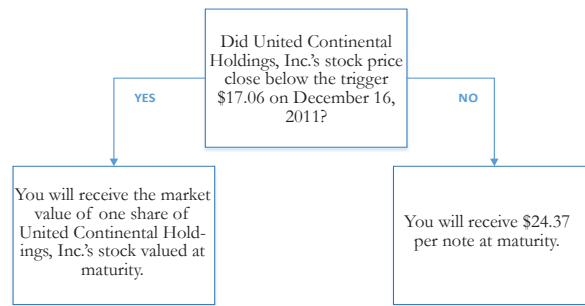 Did United Continental
Holdings, Inc.'s stock price
close below the trigger
$17.06 on December 16,
2011?
YES
NO
You will receive the market
value of one share of
United Continental Hold-
ings, Inc.'s stock valued at
maturity.
You will receive $24.37
per note at maturity.